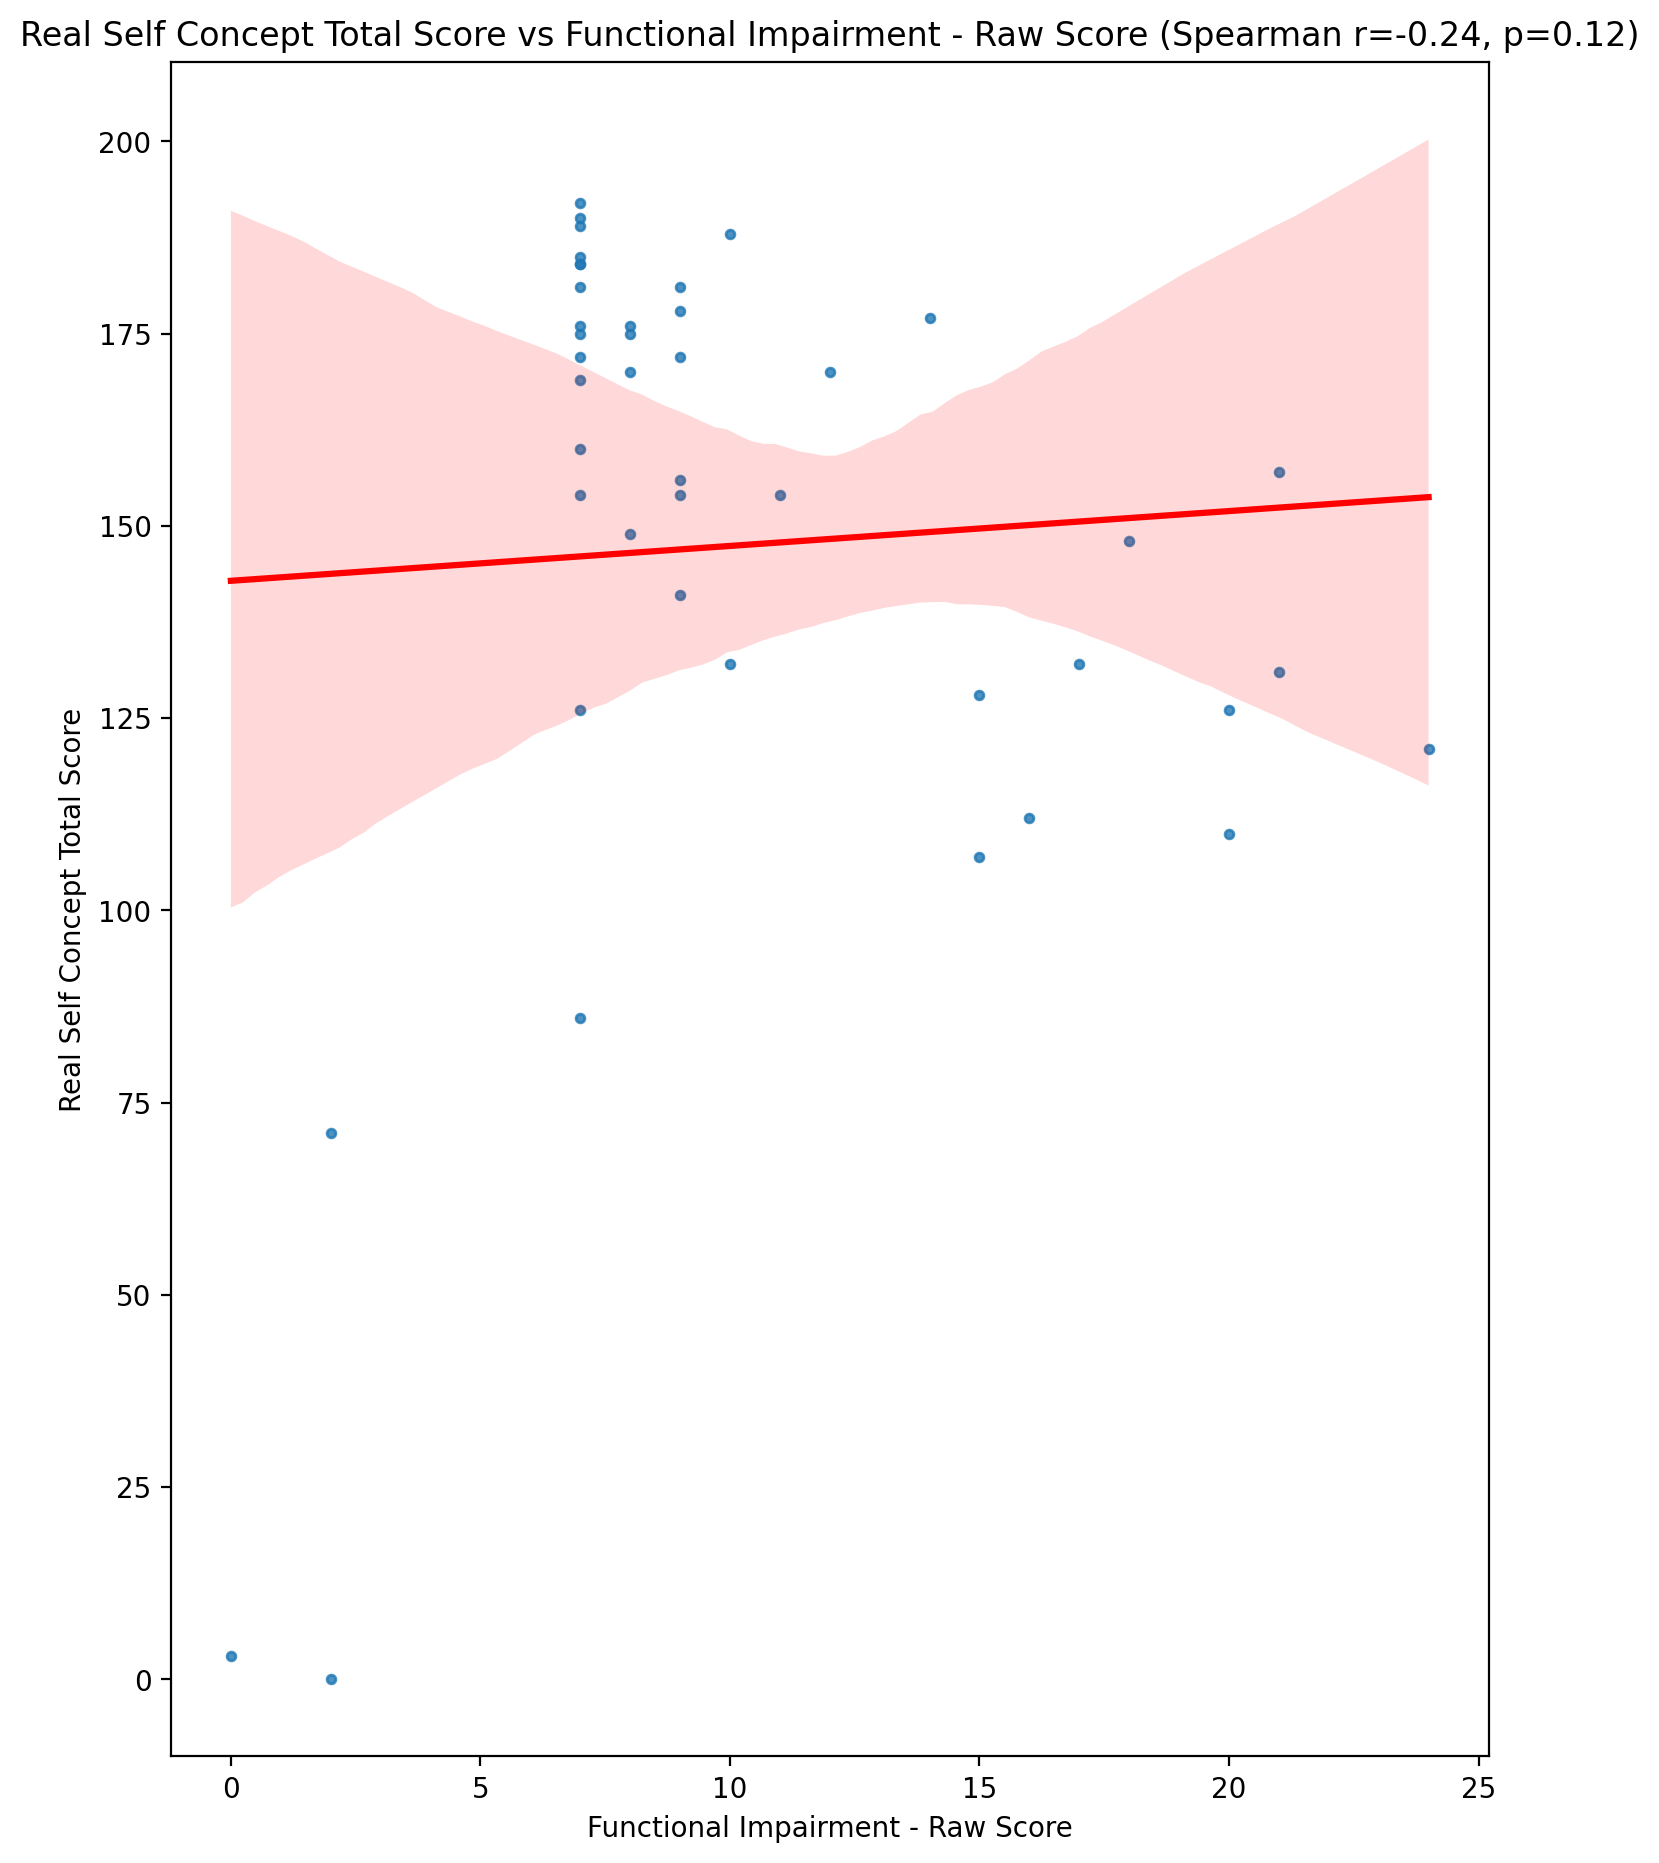 Real Self Concept Total Score vs Functional Impairment - Raw Score (Spearman r=-0.24, p=0.12)
200
175
150
125
100
75
50
25
0
Real Self Concept Total Score
0 5 10 15 20 25
Functional Impairment - Raw Score